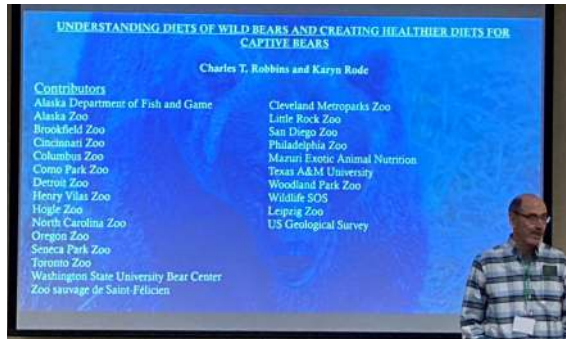 UNDERSTANDING DIETS OF WILD BEARS AND CREATING HEALTHIER DIETS FOR
CAPTIVE BEARS
Charles T. Robbins and Karyn Rode
Contributors
Alaska Department of Fish and Game
Alaska Zoo
Brookfield Zoo
Cincinnati Zoo
Columbus Zoo
Como Park Zoo
Detroit Zoo
Henry Vilas Zoo
Hogle Zoo
North Carolina Zoo
Oregon Zoo
Seneca Park Zoo
Toronto Zoo
Washington State University Bear Center
Zoo sauvage de Saint-Félicien
Cleveland Metroparks Zoo
Little Rock Zoo
San Diego Zoo
Philadelphia Zoo
Mazuri Exotic Animal Nutrition
Texas A&M University
Woodland Park Zoo
Wildlife SOS
Leipzig Zoo
US Geological Survey